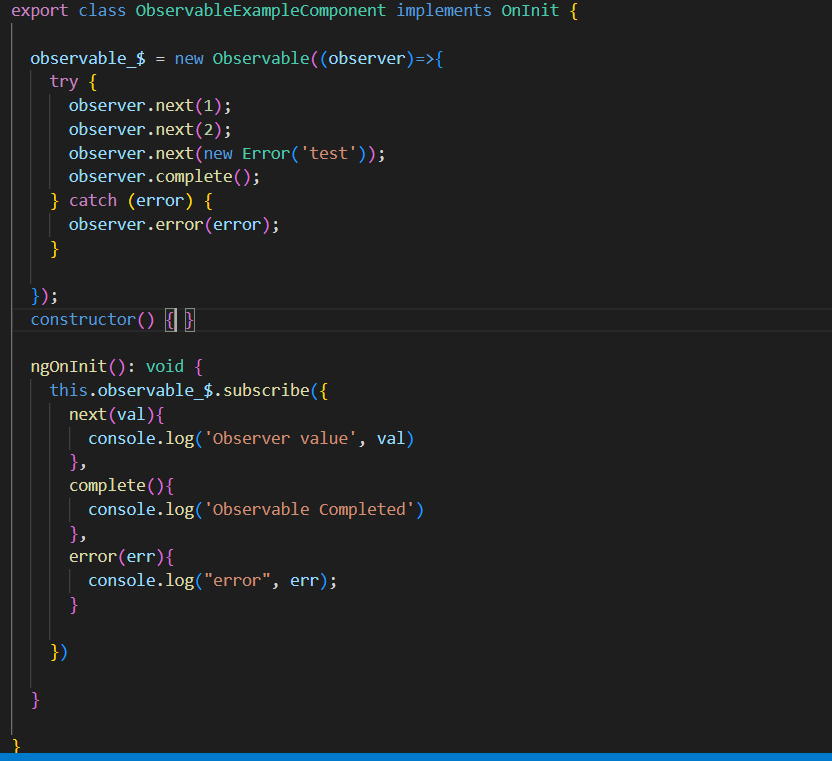 export class ObservableExampleComponent implements OnInit {
observable_$ = new Observable((observer)=>{
try {
observer.next(1);
observer.next(2);
observer.next(new Error('test'));
observer.complete();
} catch (error) {
observer.error(error);
}
});
constructor() { }
ngOnInit(): void {
this.observable_$.subscribe({
next(val){
console.log('Observer value', val)
},
complete(){
console.log('Observable Completed')
},
error(err){
console.log("error", err);
}
})
}
}